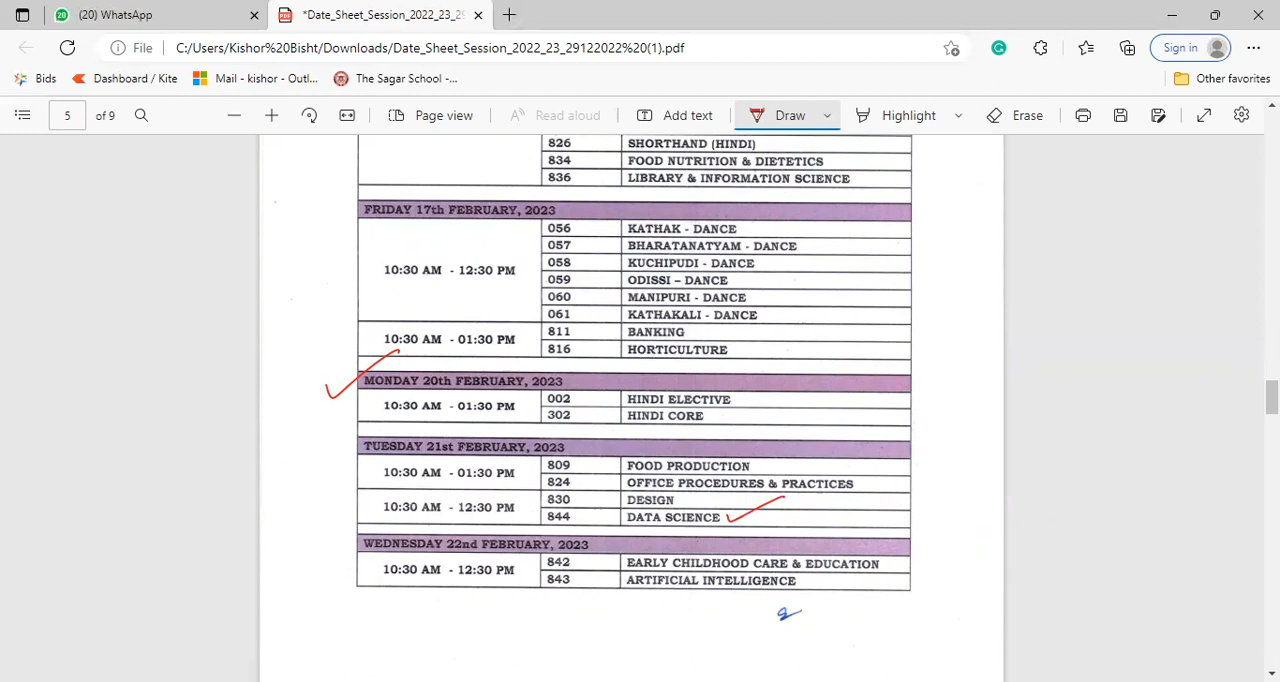 (20) WhatsApp
*Date_Sheet_Session_2022_23_29
File C:/Users/Kishor%20Bisht/Downloads/Date_Sheet_Session_2022_23_29122022%20(1).pdf Sign in
Bids Dashboard / Kite Mail - kishor - Outl... The Sagar School -... Other favorites
5 of 9 Page view Read aloud Add text Draw Highlight Erase
826 SHORTHAND (HINDI)
834 FOOD NUTRITION & DIETETICS
836 LIBRARY & INFORMATION SCIENCE
FRIDAY 17th FEBRUARY, 2023
10:30 AM - 12:30 PM
056 KATHAK - DANCE
057 BHARATANATYAM - DANCE
058 KUCHIPUDI - DANCE
059 ODISSI – DANCE
060 MANIPURI - DANCE
061 KATHAKALI - DANCE
10:30 AM - 01:30 PM
811 BANKING
816 HORTICULTURE
MONDAY 20th FEBRUARY, 2023
10:30 AM - 01:30 PM
002 HINDI ELECTIVE
302 HINDI CORE
TUESDAY 21st FEBRUARY, 2023
10:30 AM - 01:30 PM
809 FOOD PRODUCTION
824 OFFICE PROCEDURES & PRACTICES
10:30 AM - 12:30 PM
830 DESIGN
844 DATA SCIENCE
WEDNESDAY 22nd FEBRUARY, 2023
10:30 AM - 12:30 PM
842 EARLY CHILDHOOD CARE & EDUCATION
843 ARTIFICIAL INTELLIGENCE